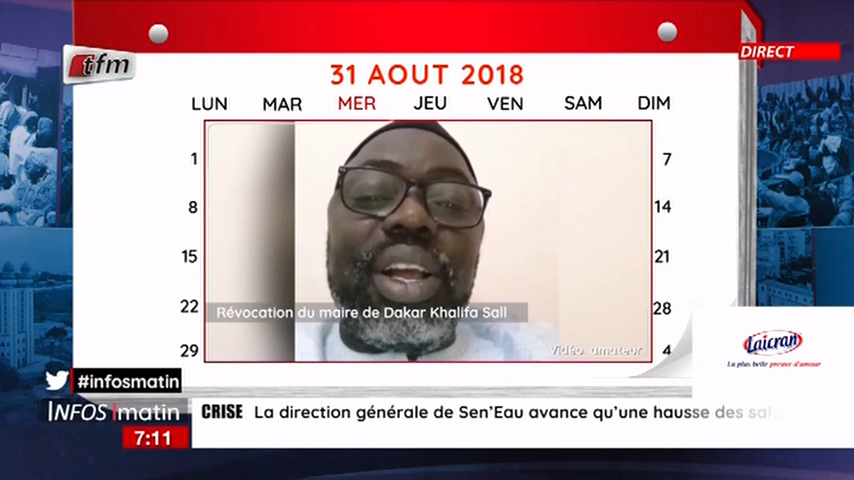 tfm
DIRECT
31 AOUT 2018
LUN MAR MER JEU VEN SAM DIM
1 7
8 14
15 21
22 28
29 4
Révocation du maire de Dakar Khalifa Sall
Vidéo amateur
Laicran
La plus belle preuve d'amour
#infosmatin
INFOS matin
7:11
CRISE La direction générale de Sen'Eau avance qu'une hausse des sala